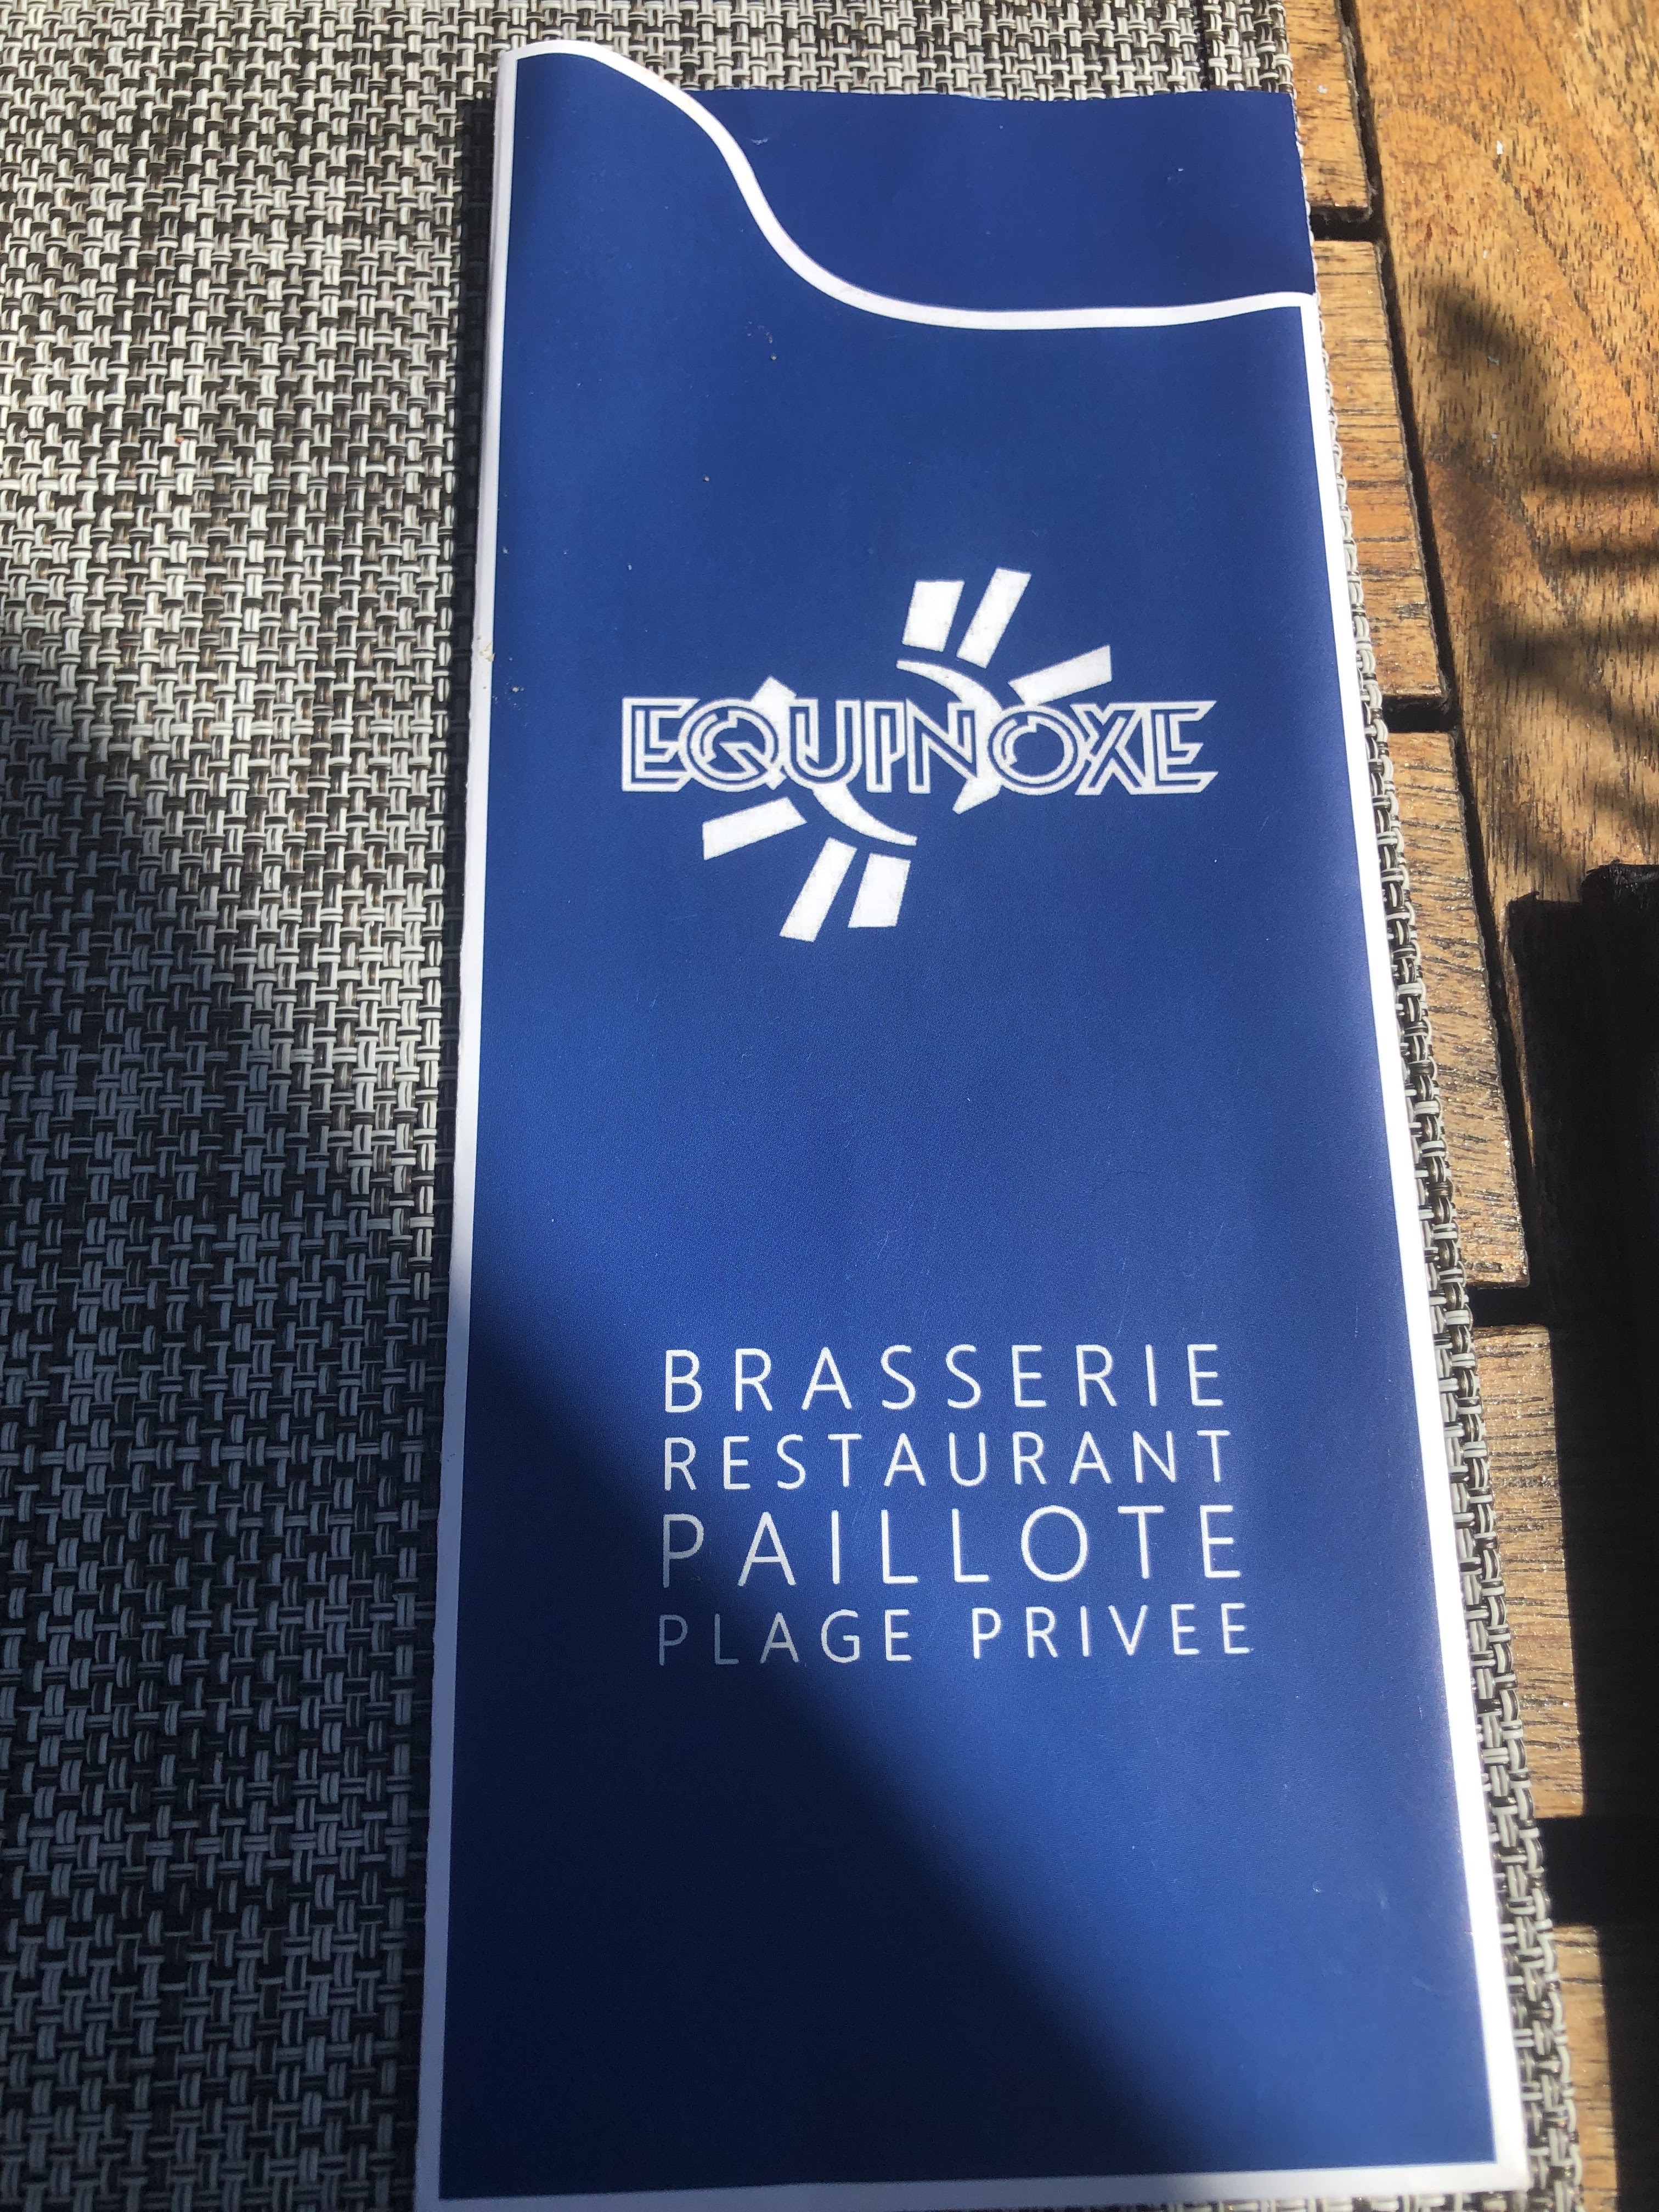 EQUINOXE
BRASSERIE
RESTAURANT
PAILLOTE
PLAGE PRIVEE